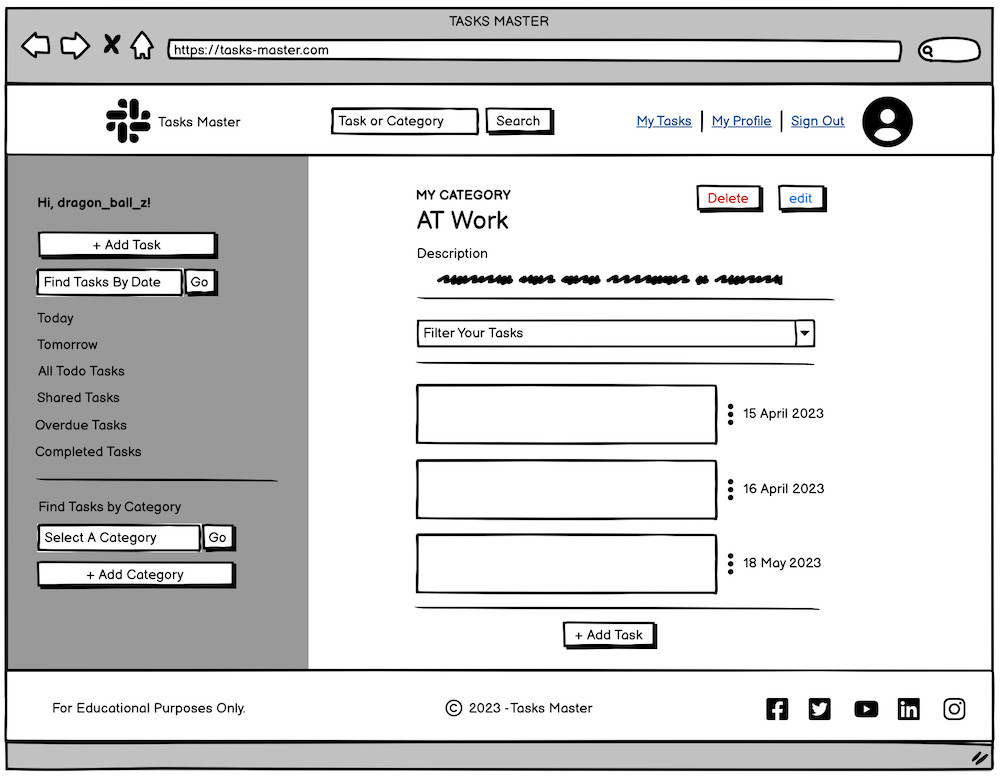 TASKS MASTER
https://tasks-master.com
Tasks Master
Task or Category
Search
My Tasks
My Profile
Sign Out
Hi, dragon_ball_z!
+ Add Task
Find Tasks By Date
Go
Today
Tomorrow
All Todo Tasks
Shared Tasks
Overdue Tasks
Completed Tasks
Find Tasks by Category
Select A Category
Go
+ Add Category
MY CATEGORY
AT Work
Delete
edit
Description
Filter Your Tasks
15 April 2023
16 April 2023
18 May 2023
+ Add Task
For Educational Purposes Only.
© 2023 -Tasks Master